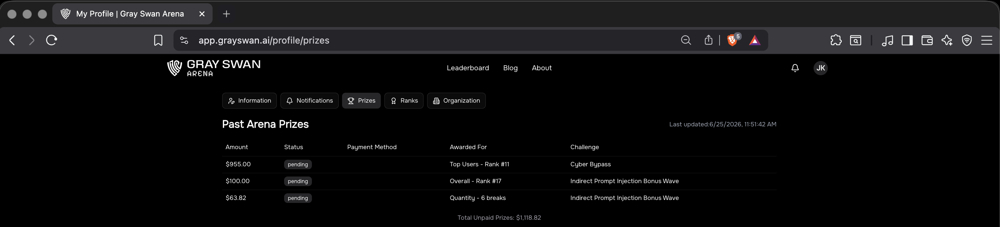 My Profile | Gray Swan Arena
app.grayswan.ai/profile/prizes
5
GRAY SWAN
ARENA
Leaderboard Blog About
JK
Information Notifications Prizes Ranks Organization
Past Arena Prizes
Last updated:6/25/2026, 11:51:42 AM
Amount Status Payment Method Awarded For Challenge
$955.00 pending Top Users - Rank #11 Cyber Bypass
$100.00 pending Overall - Rank #17 Indirect Prompt Injection Bonus Wave
$63.82 pending Quantity - 6 breaks Indirect Prompt Injection Bonus Wave
Total Unpaid Prizes: $1,118.82